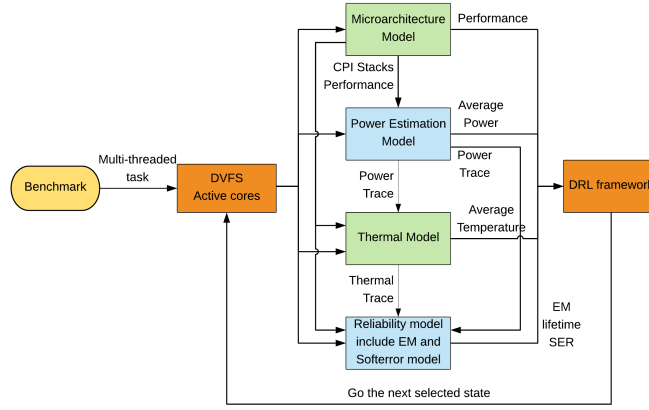 Microarchitecture
Model
Performance
CPI Stacks
Performance
Power Estimation
Model
Average
Power
Power
Trace
Multi-threaded
task
Benchmark
DVFS
Active cores
DRL framework
Power
Trace
Thermal Model
Average
Temperature
Thermal
Trace
Reliability model
include EM and
Softerror model
EM
lifetime
SER
Go the next selected state